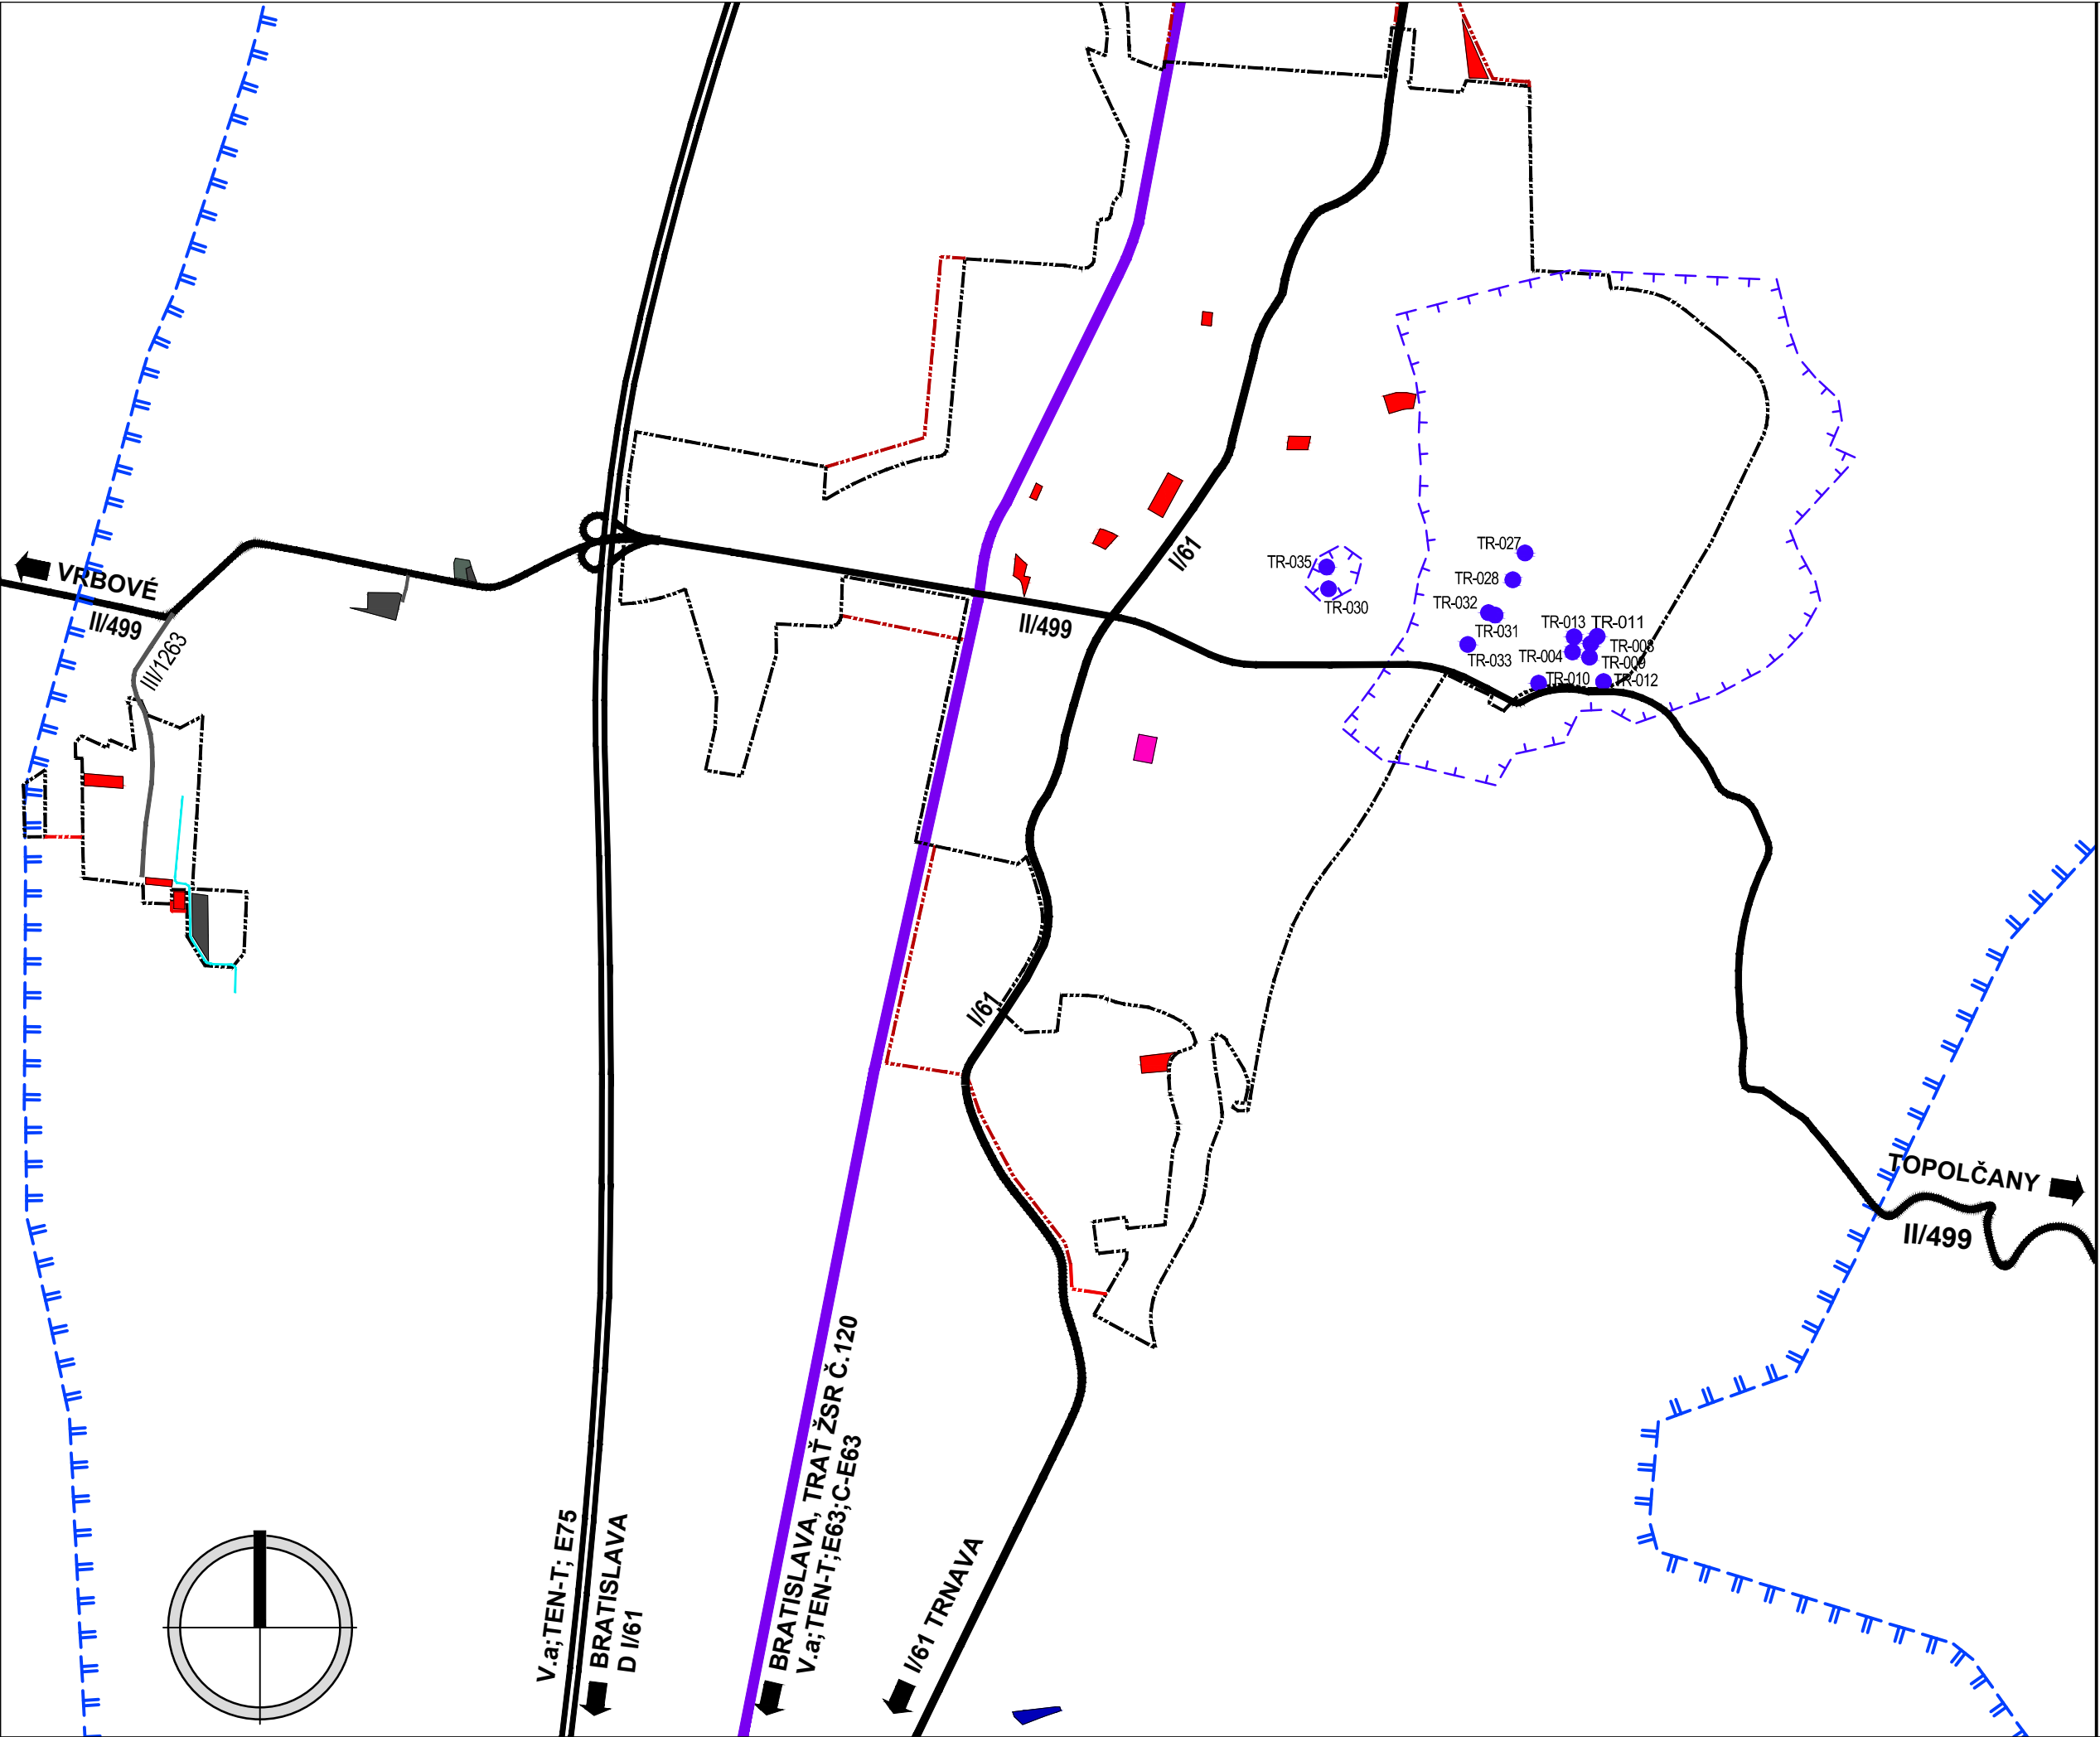 I/61
TR-027
TR-035
VRBOVÉ
TR-028
TR-032
TR-030
II/499
II/499
TR-013
TR-011
TR-031
TR-008
III/1263
TR-033
TR-004
TR-009
TR-010
TR-012
I/61
TOPOLČANY
II/499
V.a;TEN-T; E75
BRATISLAVA
D I/61
BRATISLAVA, TRAŤ ŽSR Č.120
V.a;TEN-T;E63;C-E63
I/61 TRNAVA